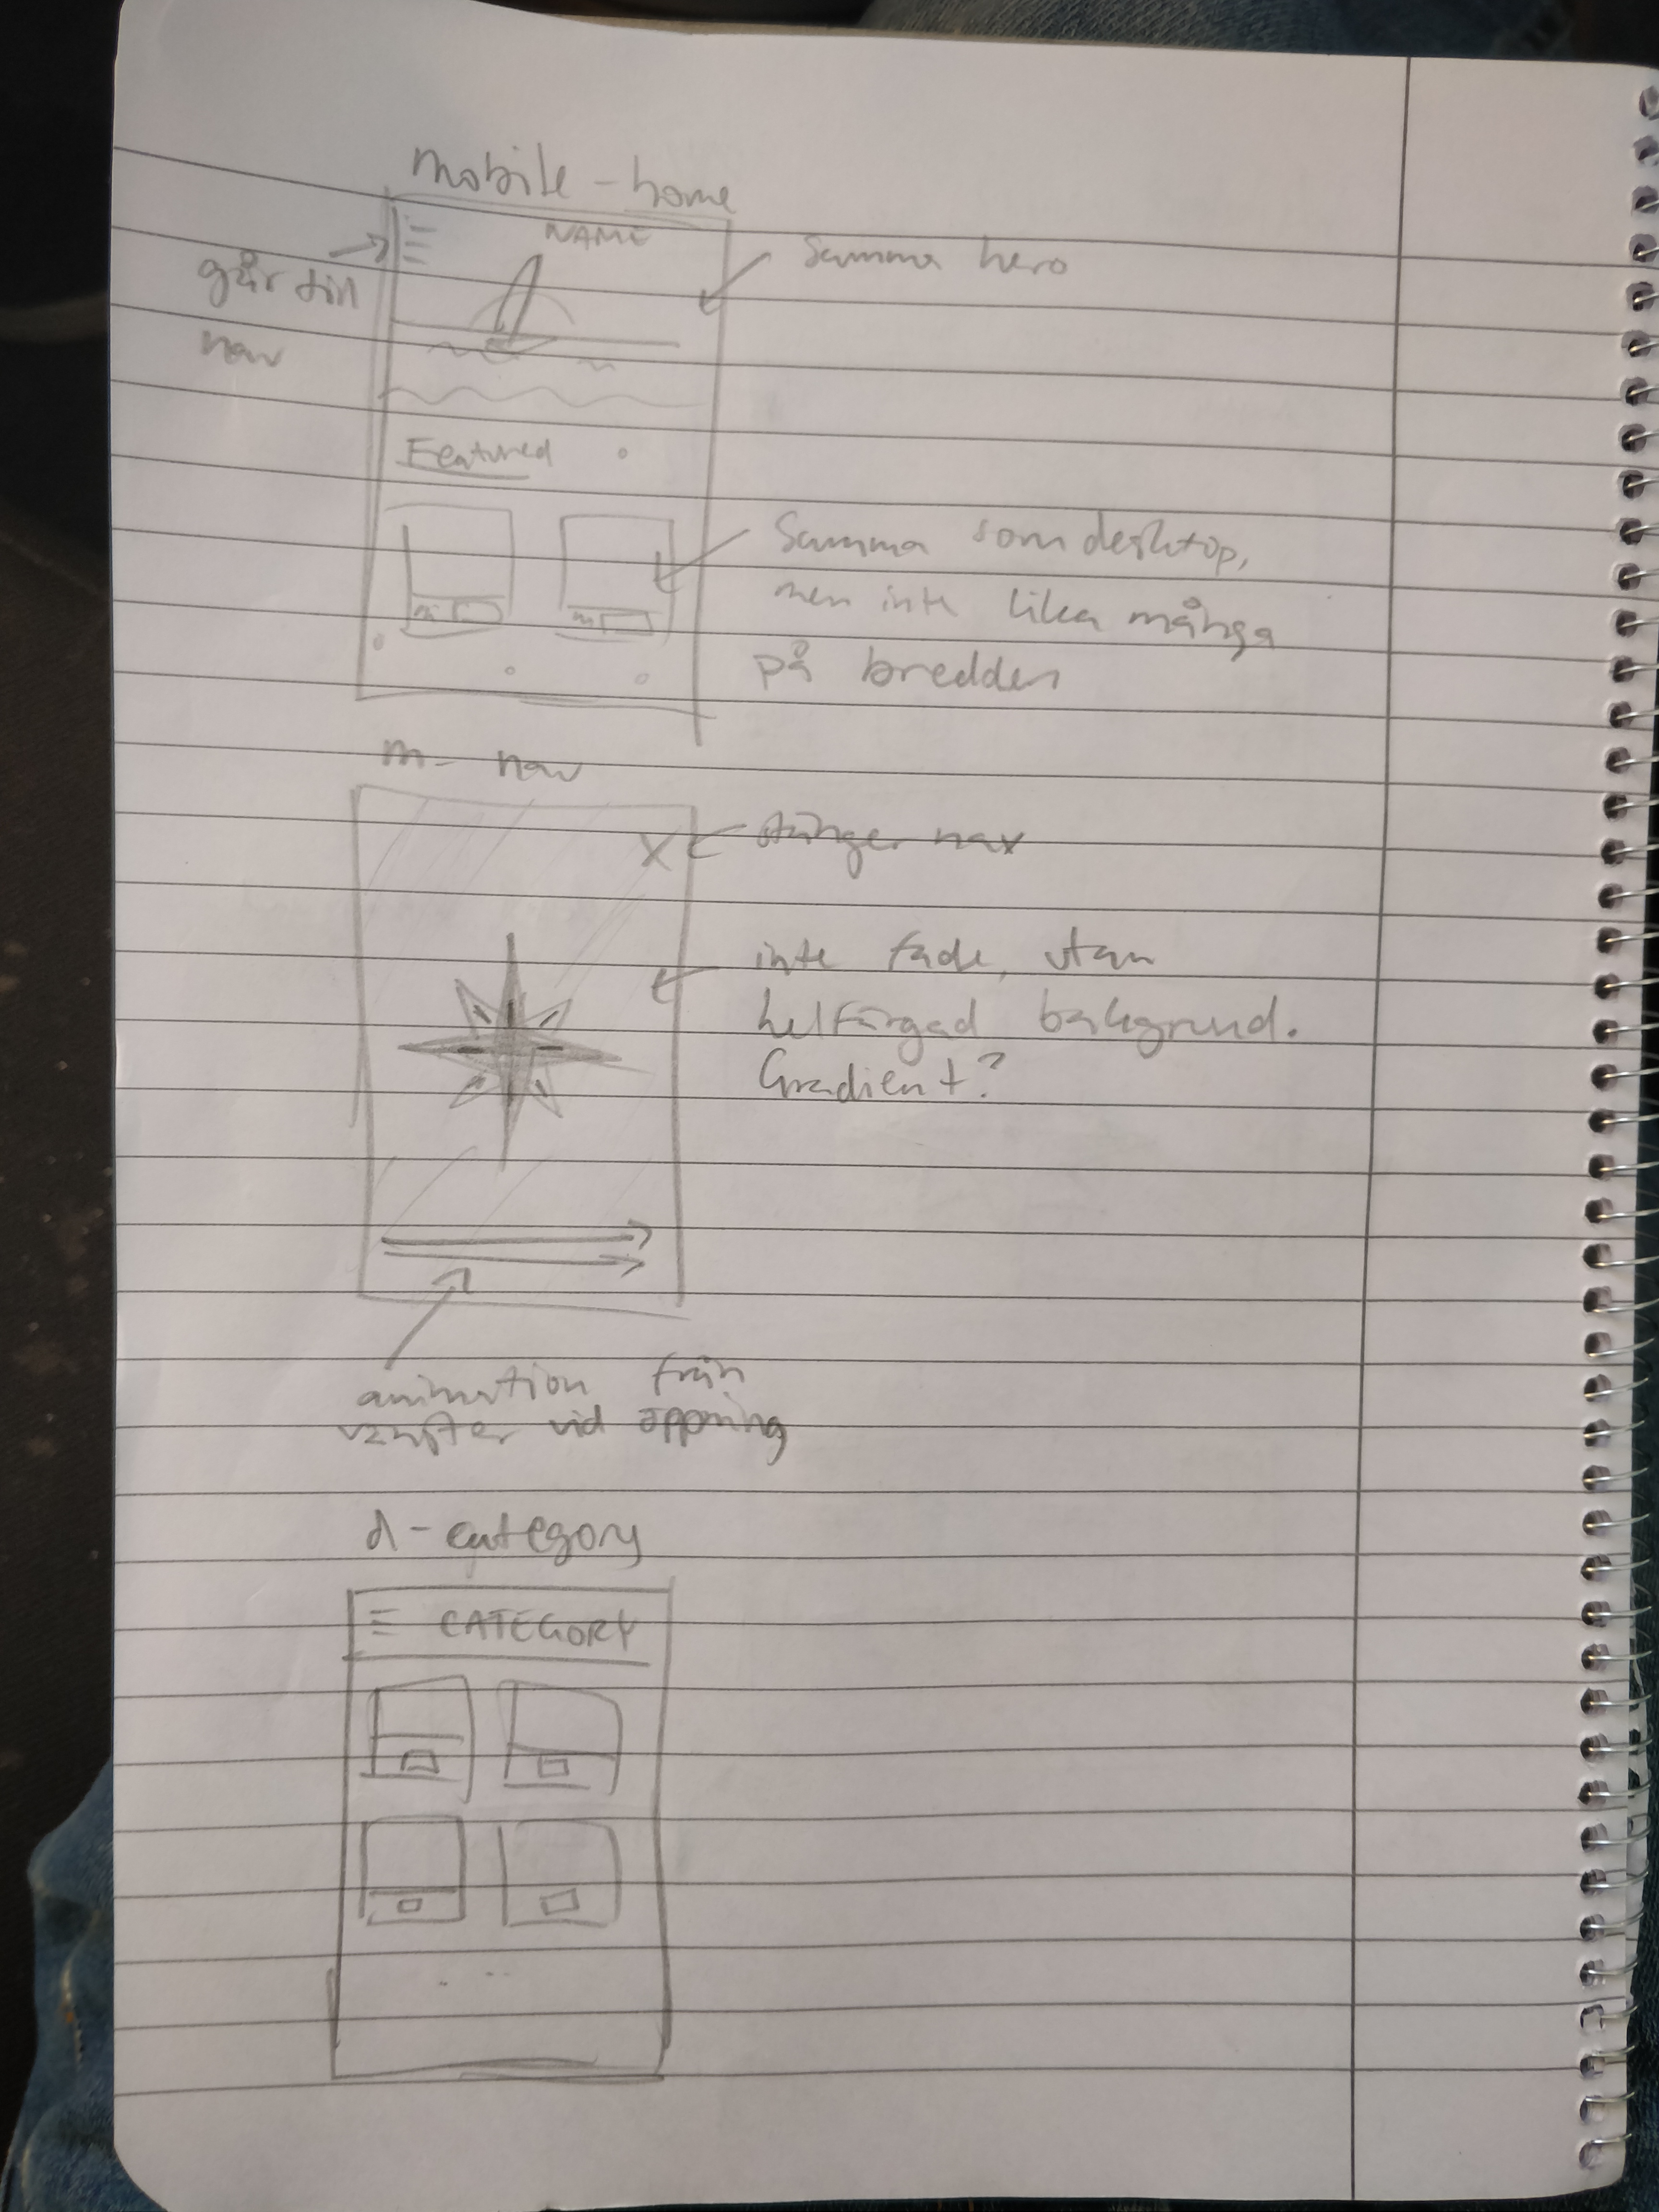 mobile - home
NAME
går till
nav
Samma hero
Featured
Samma som desktop,
men inte lika många
på bredden
m- nav
X
stänger nav
inte fade, utan
helfärgad bakgrund.
Gradient?
animation från
vänster vid öppning
d-category
CATEGORY